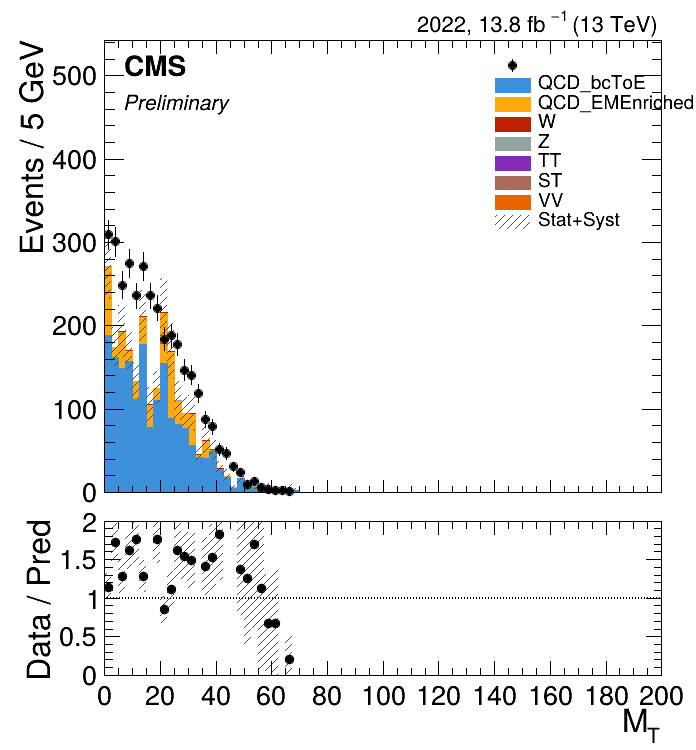 2022, 13.8 fb⁻¹ (13 TeV)
CMS
Preliminary
QCD_bcToE
QCD_EMEnriched
W
Z
TT
ST
VV
Stat+Syst
Events / 5 GeV
500
400
300
200
100
0
Data / Pred
2
1.5
1
0.5
0
0 20 40 60 80 100 120 140 160 180 200
M_T